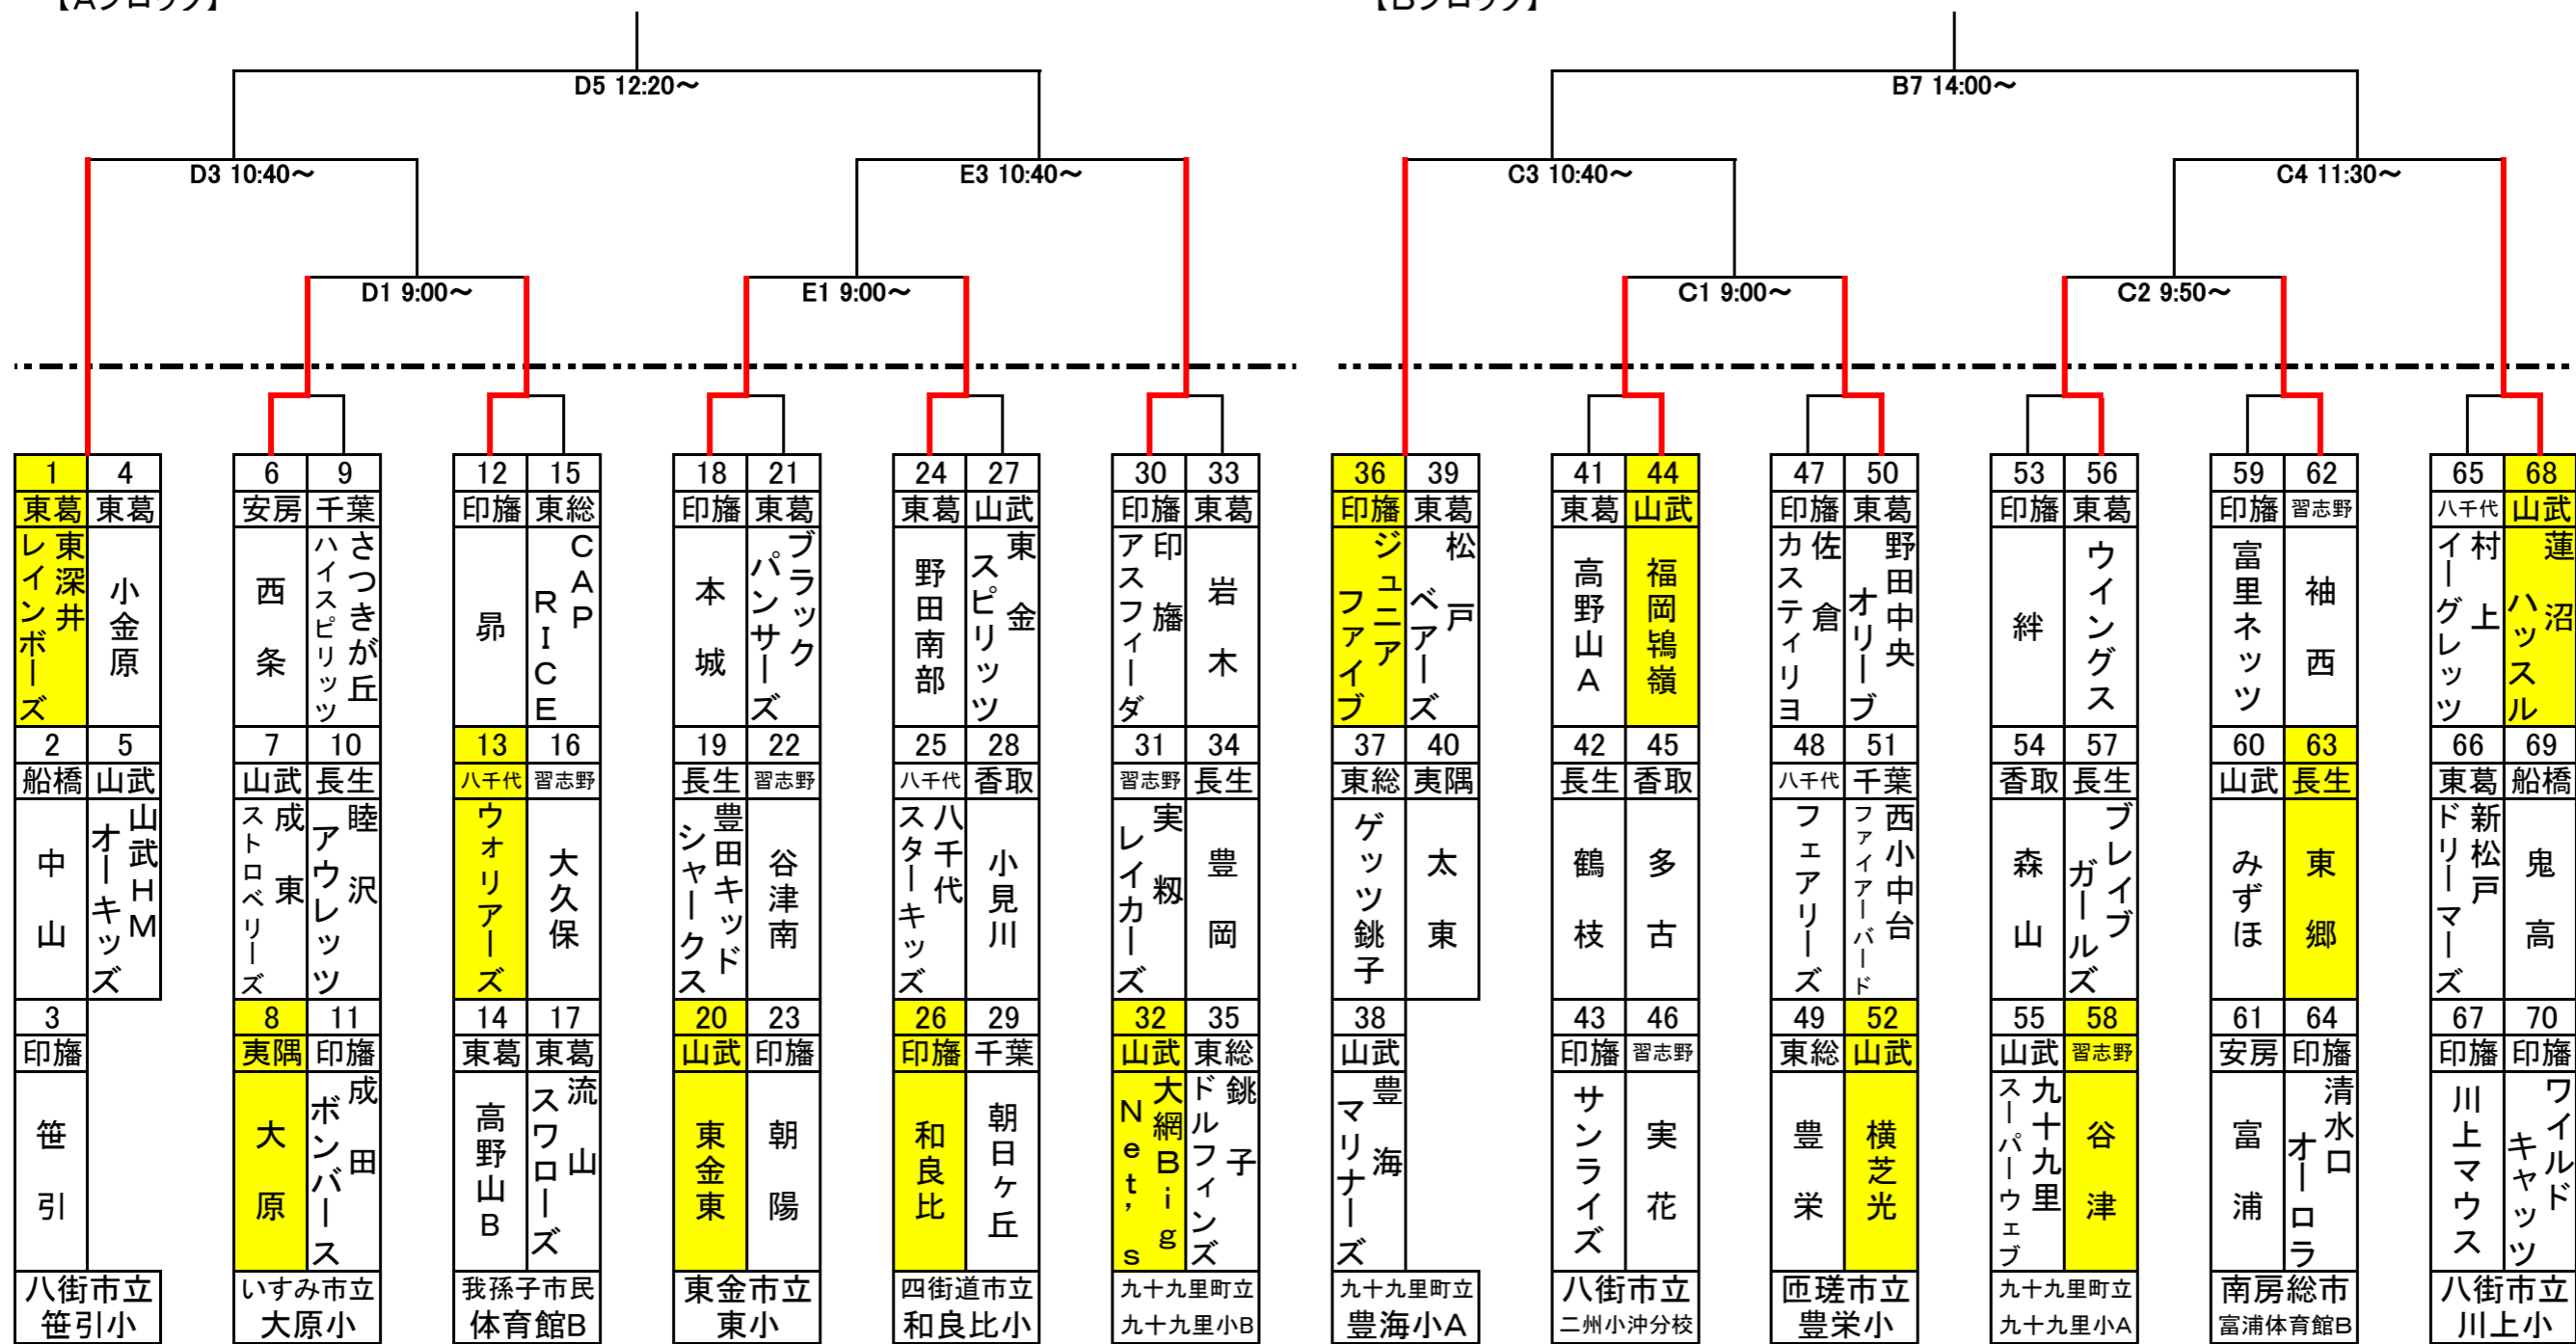 【Aブロック】
【Bブロック】
D5 12:20～
B7 14:00～
D3 10:40～
E3 10:40～
C3 10:40～
C4 11:30～
D1 9:00～
E1 9:00～
C1 9:00～
C2 9:50～
1 4 6 9 12 15 18 21 24 27 30 33 36 39 41 44 47 50 53 56 59 62 65 68
東葛 東葛 安房 千葉 印旛 東総 印旛 東葛 東葛 山武 印旛 東葛 印旛 東葛 東葛 山武 印旛 東葛 印旛 東葛 印旛 習志野 八千代 山武
東深井レインボーズ
小金原
西条
さつきが丘ハイスピリッツ
昴
CAP RICE
本城
ブラックパンサーズ
野田南部
東金スピリッツ
印旛アスフィーダ
岩木
ジュニアファイブ
松戸ベアーズ
高野山A
福岡鴇嶺
佐倉カスティリヨ
野田中央オリーブ
絆
ウイングス
富里ネッツ
袖西
村上イーグレッツ
蓮沼ハッスル
2 5 7 10 13 16 19 22 25 28 31 34 37 40 42 45 48 51 54 57 60 63 66 69
船橋 山武 山武 長生 八千代 習志野 長生 習志野 八千代 香取 習志野 長生 東総 夷隅 長生 香取 八千代 千葉 香取 長生 山武 長生 東葛 船橋
中山
山武HMオーキッズ
成東ストロベリーズ
睦沢アウレッツ
ウォリアーズ
大久保
豊田キッドシャークス
谷津南
八千代スターキッズ
小見川
実籾レイカーズ
豊岡
ゲッツ銚子
太東
鶴枝
多古
フェアリーズ
西小中台ファイアーバード
森山
ブレイブガールズ
みずほ
東郷
新松戸ドリーマーズ
鬼高
3 8 11 14 17 20 23 26 29 32 35 38 43 46 49 52 55 58 61 64 67 70
印旛 夷隅 印旛 東葛 東葛 山武 印旛 印旛 千葉 山武 東総 山武 印旛 習志野 東総 山武 山武 習志野 安房 印旛 印旛 印旛
笹引
大原
成田ボンバース
高野山B
流山スワローズ
東金東
朝陽
和良比
朝日ヶ丘
大網Big Net’s
銚子ドルフィンズ
豊海マリナーズ
サンライズ
実花
豊栄
横芝光
九十九里スーパーウェブ
谷津
富浦
清水口オーロラ
川上マウス
ワイルドキャッツ
八街市立
笹引小
いすみ市立
大原小
我孫子市民
体育館B
東金市立
東小
四街道市立
和良比小
九十九里町立
九十九里小B
九十九里町立
豊海小A
八街市立
二州小沖分校
匝瑳市立
豊栄小
九十九里町立
九十九里小A
南房総市
富浦体育館B
八街市立
川上小